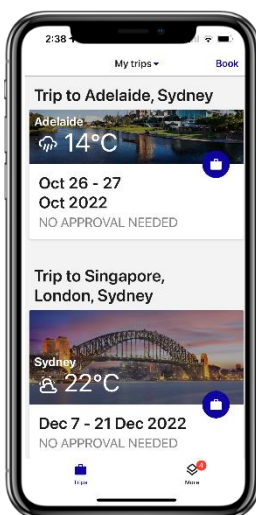 2:38
My trips
Book
Trip to Adelaide, Sydney
Adelaide
14°C
Oct 26 - 27
Oct 2022
NO APPROVAL NEEDED
Trip to Singapore,
London, Sydney
Sydney
22°C
Dec 7 - 21 Dec 2022
NO APPROVAL NEEDED
4
Trips
More